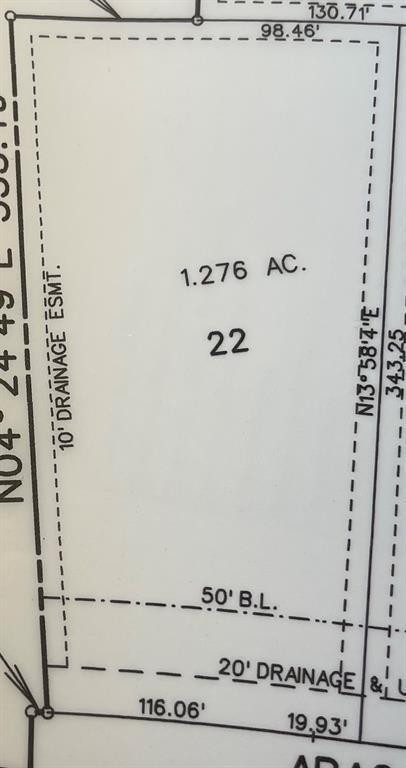 130.71'
98.46'
1.276 AC.
22
10' DRAINAGE ESMT.
N13° 58'4"E
343.25
50' B.L.
20' DRAINAGE &
116.06'
19.93'